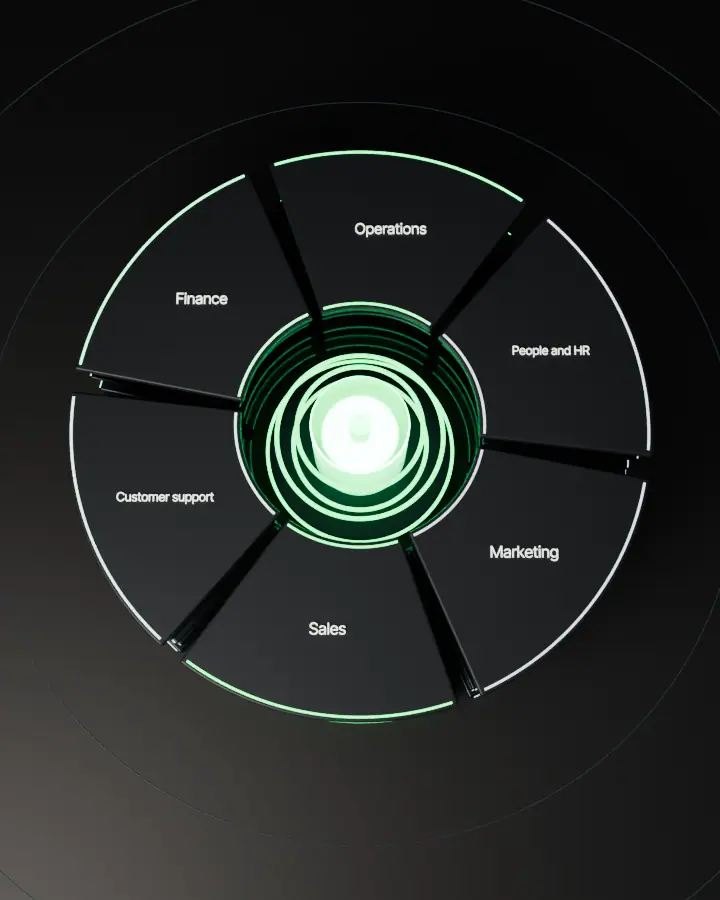 Operations
Finance
People and HR
Customer support
Marketing
Sales